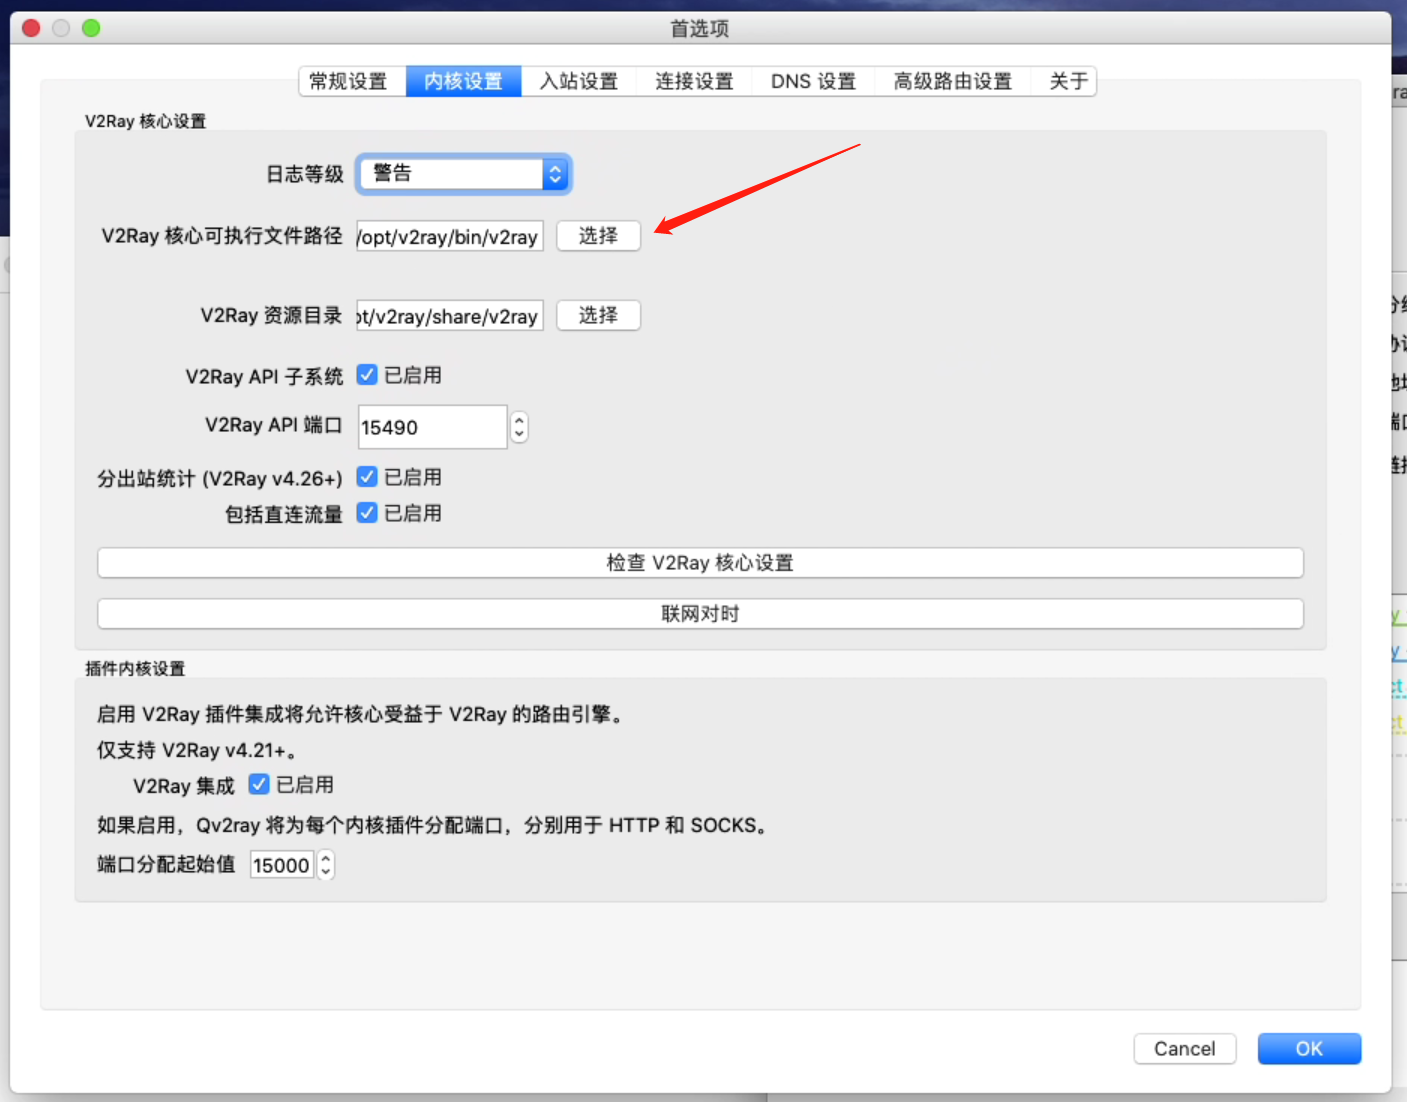 首选项
常规设置 内核设置 入站设置 连接设置 DNS 设置 高级路由设置 关于
V2Ray 核心设置
日志等级 警告
V2Ray 核心可执行文件路径 /opt/v2ray/bin/v2ray 选择
V2Ray 资源目录 t/v2ray/share/v2ray 选择
V2Ray API 子系统 已启用
V2Ray API 端口 15490
分出站统计 (V2Ray v4.26+) 已启用
包括直连流量 已启用
检查 V2Ray 核心设置
联网对时
插件内核设置
启用 V2Ray 插件集成将允许核心受益于 V2Ray 的路由引擎。
仅支持 V2Ray v4.21+。
V2Ray 集成 已启用
如果启用，Qv2ray 将为每个内核插件分配端口，分别用于 HTTP 和 SOCKS。
端口分配起始值 15000
Cancel OK